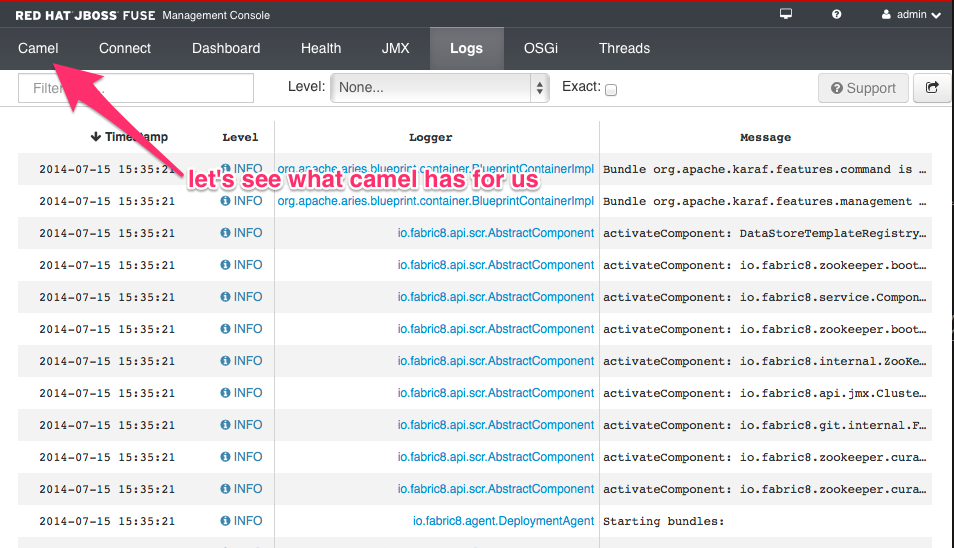 RED HAT JBOSS FUSE Management Console admin
Camel Connect Dashboard Health JMX Logs OSGi Threads
Level: None... Exact: Support
Timestamp Level Logger Message
2014-07-15 15:35:21 INFO org.apache.aries.blueprint.container.BlueprintContainerImpl Bundle org.apache.karaf.features.command is …
let's see what camel has for us
2014-07-15 15:35:21 INFO org.apache.aries.blueprint.container.BlueprintContainerImpl Bundle org.apache.karaf.features.management …
2014-07-15 15:35:21 INFO io.fabric8.api.scr.AbstractComponent activateComponent: DataStoreTemplateRegistry…
2014-07-15 15:35:21 INFO io.fabric8.api.scr.AbstractComponent activateComponent: io.fabric8.zookeeper.boot…
2014-07-15 15:35:21 INFO io.fabric8.api.scr.AbstractComponent activateComponent: io.fabric8.service.Compon…
2014-07-15 15:35:21 INFO io.fabric8.api.scr.AbstractComponent activateComponent: io.fabric8.zookeeper.boot…
2014-07-15 15:35:21 INFO io.fabric8.api.scr.AbstractComponent activateComponent: io.fabric8.internal.ZooKe…
2014-07-15 15:35:21 INFO io.fabric8.api.scr.AbstractComponent activateComponent: io.fabric8.api.jmx.Cluste…
2014-07-15 15:35:21 INFO io.fabric8.api.scr.AbstractComponent activateComponent: io.fabric8.git.internal.F…
2014-07-15 15:35:21 INFO io.fabric8.api.scr.AbstractComponent activateComponent: io.fabric8.zookeeper.cura…
2014-07-15 15:35:21 INFO io.fabric8.api.scr.AbstractComponent activateComponent: io.fabric8.zookeeper.cura…
2014-07-15 15:35:21 INFO io.fabric8.agent.DeploymentAgent Starting bundles: